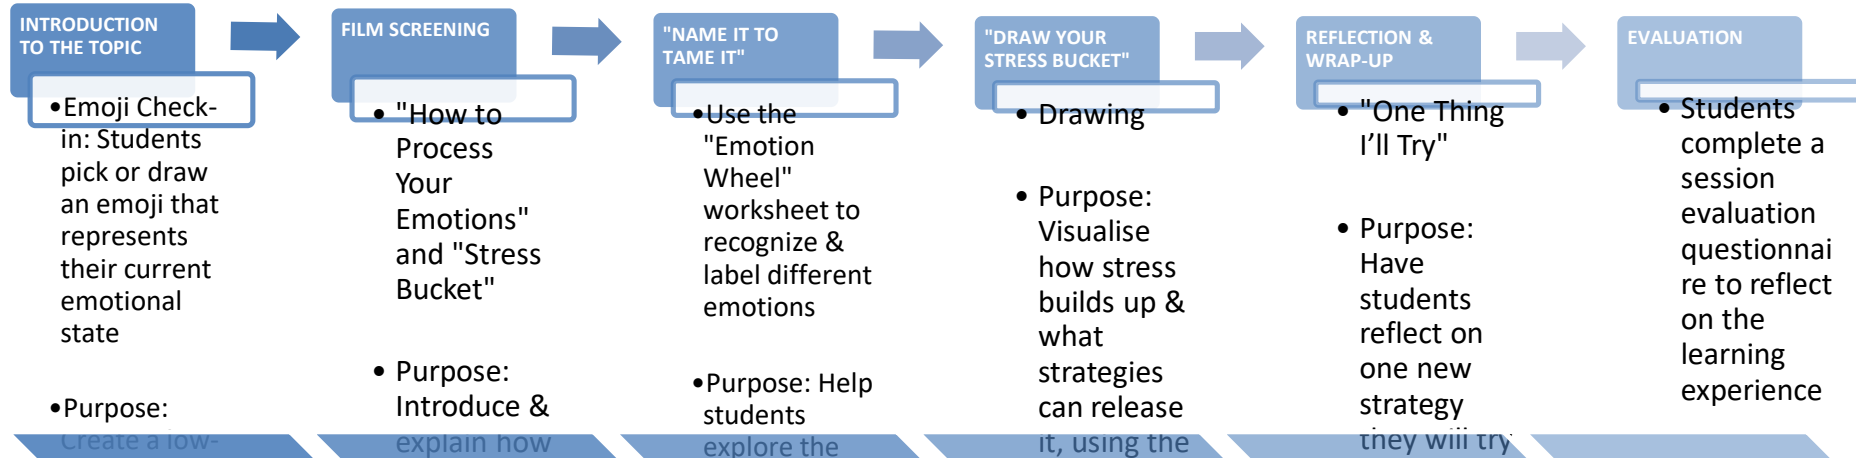 INTRODUCTION
TO THE TOPIC
•Emoji Check-
in: Students
pick or draw
an emoji that
represents
their current
emotional
state
•Purpose:
Create a low-
FILM SCREENING
• "How to
Process
Your
Emotions"
and "Stress
Bucket"
• Purpose:
Introduce &
explain how
"NAME IT TO
TAME IT"
•Use the
"Emotion
Wheel"
worksheet to
recognize &
label different
emotions
•Purpose: Help
students
explore the
"DRAW YOUR
STRESS BUCKET"
• Drawing
• Purpose:
Visualise
how stress
builds up &
what
strategies
can release
it, using the
REFLECTION &
WRAP-UP
• "One Thing
I’ll Try"
• Purpose:
Have
students
reflect on
one new
strategy
they will try
EVALUATION
• Students
complete a
session
evaluation
questionnai
re to reflect
on the
learning
experience